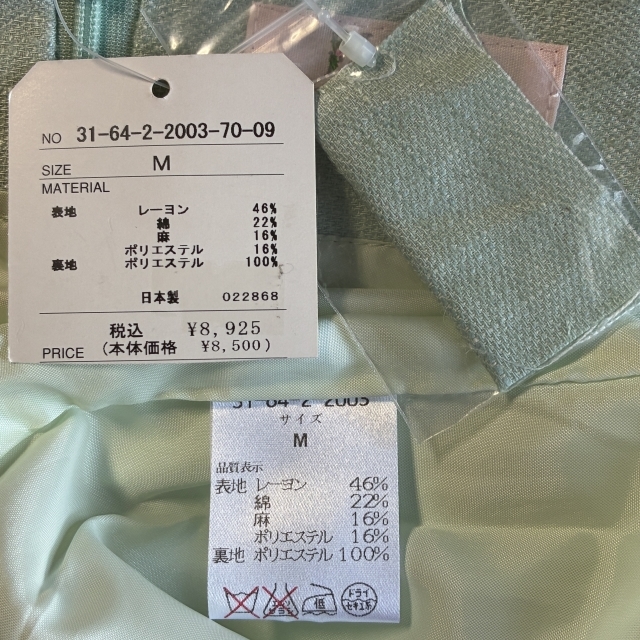 NO 31-64-2-2003-70-09
SIZE M
MATERIAL
表地 レーヨン 46%
綿 22%
麻 16%
ポリエステル 16%
裏地 ポリエステル 100%
日本製 022868
税込 ¥8,925
PRICE (本体価格 ¥8,500)
31-64-2-2003
サイズ
M
品質表示
表地 レーヨン 46%
綿 22%
麻 16%
ポリエステル 16%
裏地 ポリエステル 100%
低
ドライ
セキユ系